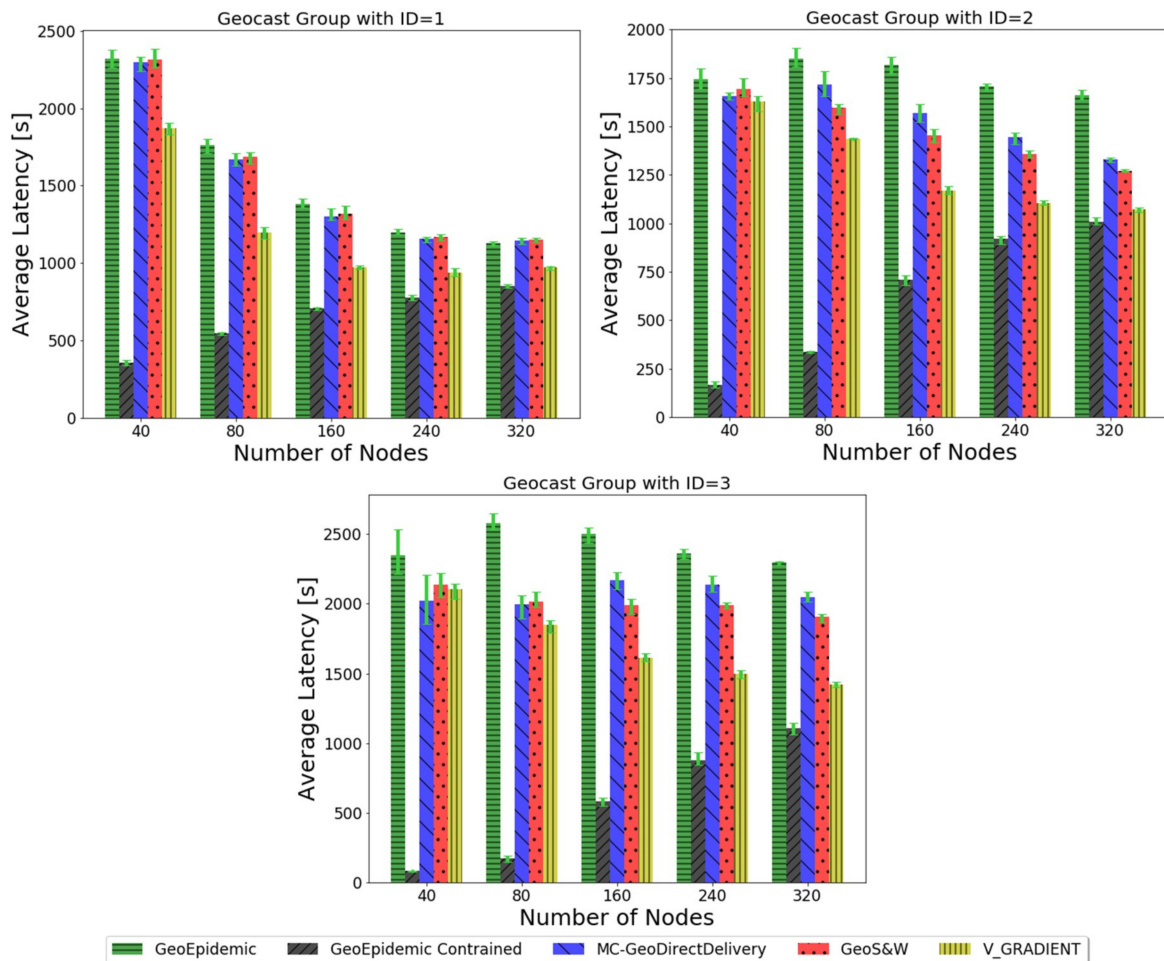 Geocast Group with ID=1
Average Latency [s]
2500
2000
1500
1000
500
0
40 80 160 240 320
Number of Nodes
Geocast Group with ID=2
Average Latency [s]
2000
1750
1500
1250
1000
750
500
250
0
40 80 160 240 320
Number of Nodes
Geocast Group with ID=3
Average Latency [s]
2500
2000
1500
1000
500
0
40 80 160 240 320
Number of Nodes
GeoEpidemic GeoEpidemic Contrained MC-GeoDirectDelivery GeoS&W V_GRADIENT